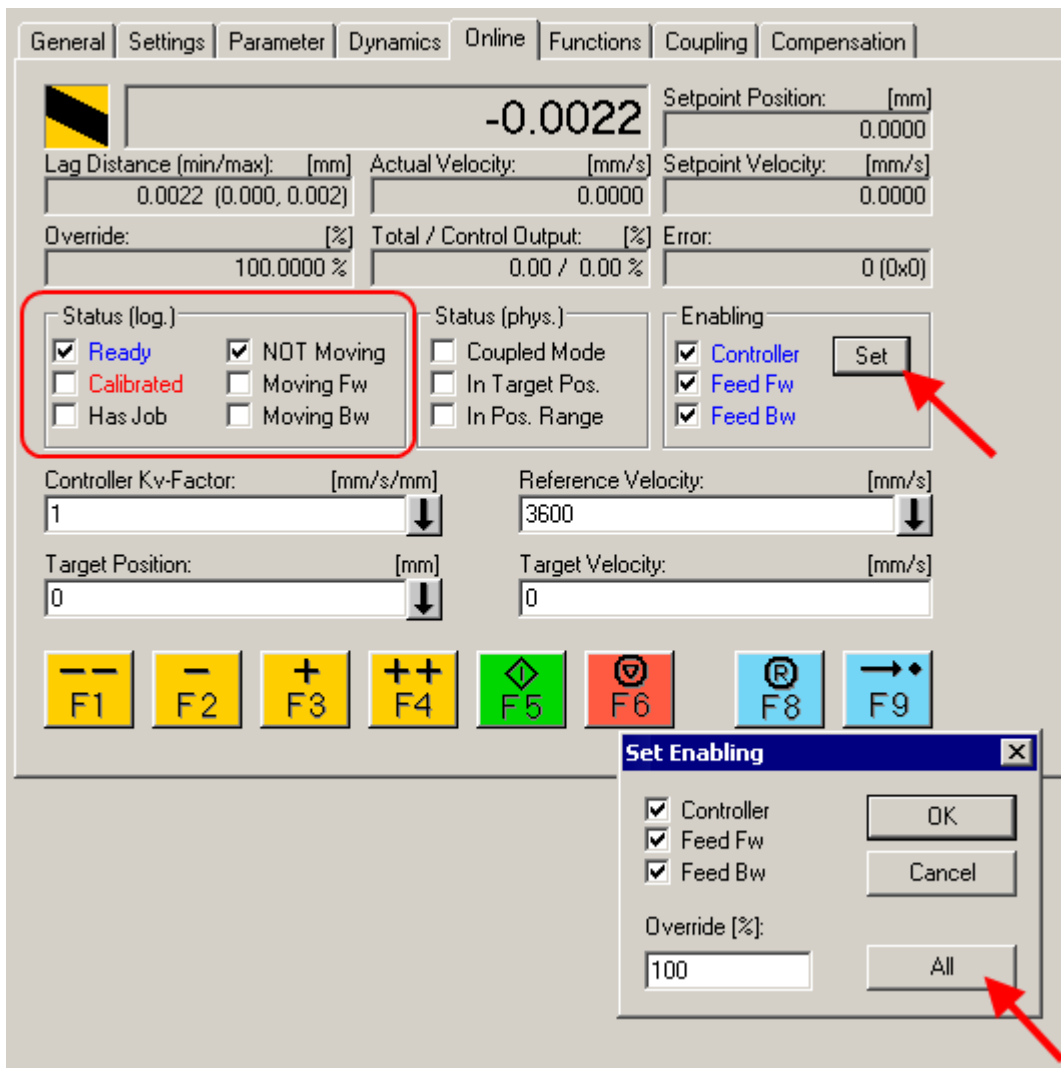 General Settings Parameter Dynamics Online Functions Coupling Compensation
-0.0022
Setpoint Position: [mm]
0.0000
Lag Distance (min/max): [mm] Actual Velocity: [mm/s] Setpoint Velocity: [mm/s]
0.0022 (0.000, 0.002) 0.0000 0.0000
Override: [%] Total / Control Output: [%] Error:
100.0000 % 0.00 / 0.00 % 0 (0x0)
Status (log.) Status (phys.) Enabling
Ready NOT Moving Coupled Mode Controller Set
Calibrated Moving Fw In Target Pos. Feed Fw
Has Job Moving Bw In Pos. Range Feed Bw
Controller Kv-Factor: [mm/s/mm] Reference Velocity: [mm/s]
1 3600
Target Position: [mm] Target Velocity: [mm/s]
0 0
-- - + ++ R
F1 F2 F3 F4 F5 F6 F8 F9
Set Enabling
Controller OK
Feed Fw
Feed Bw Cancel
Override [%]:
100 All